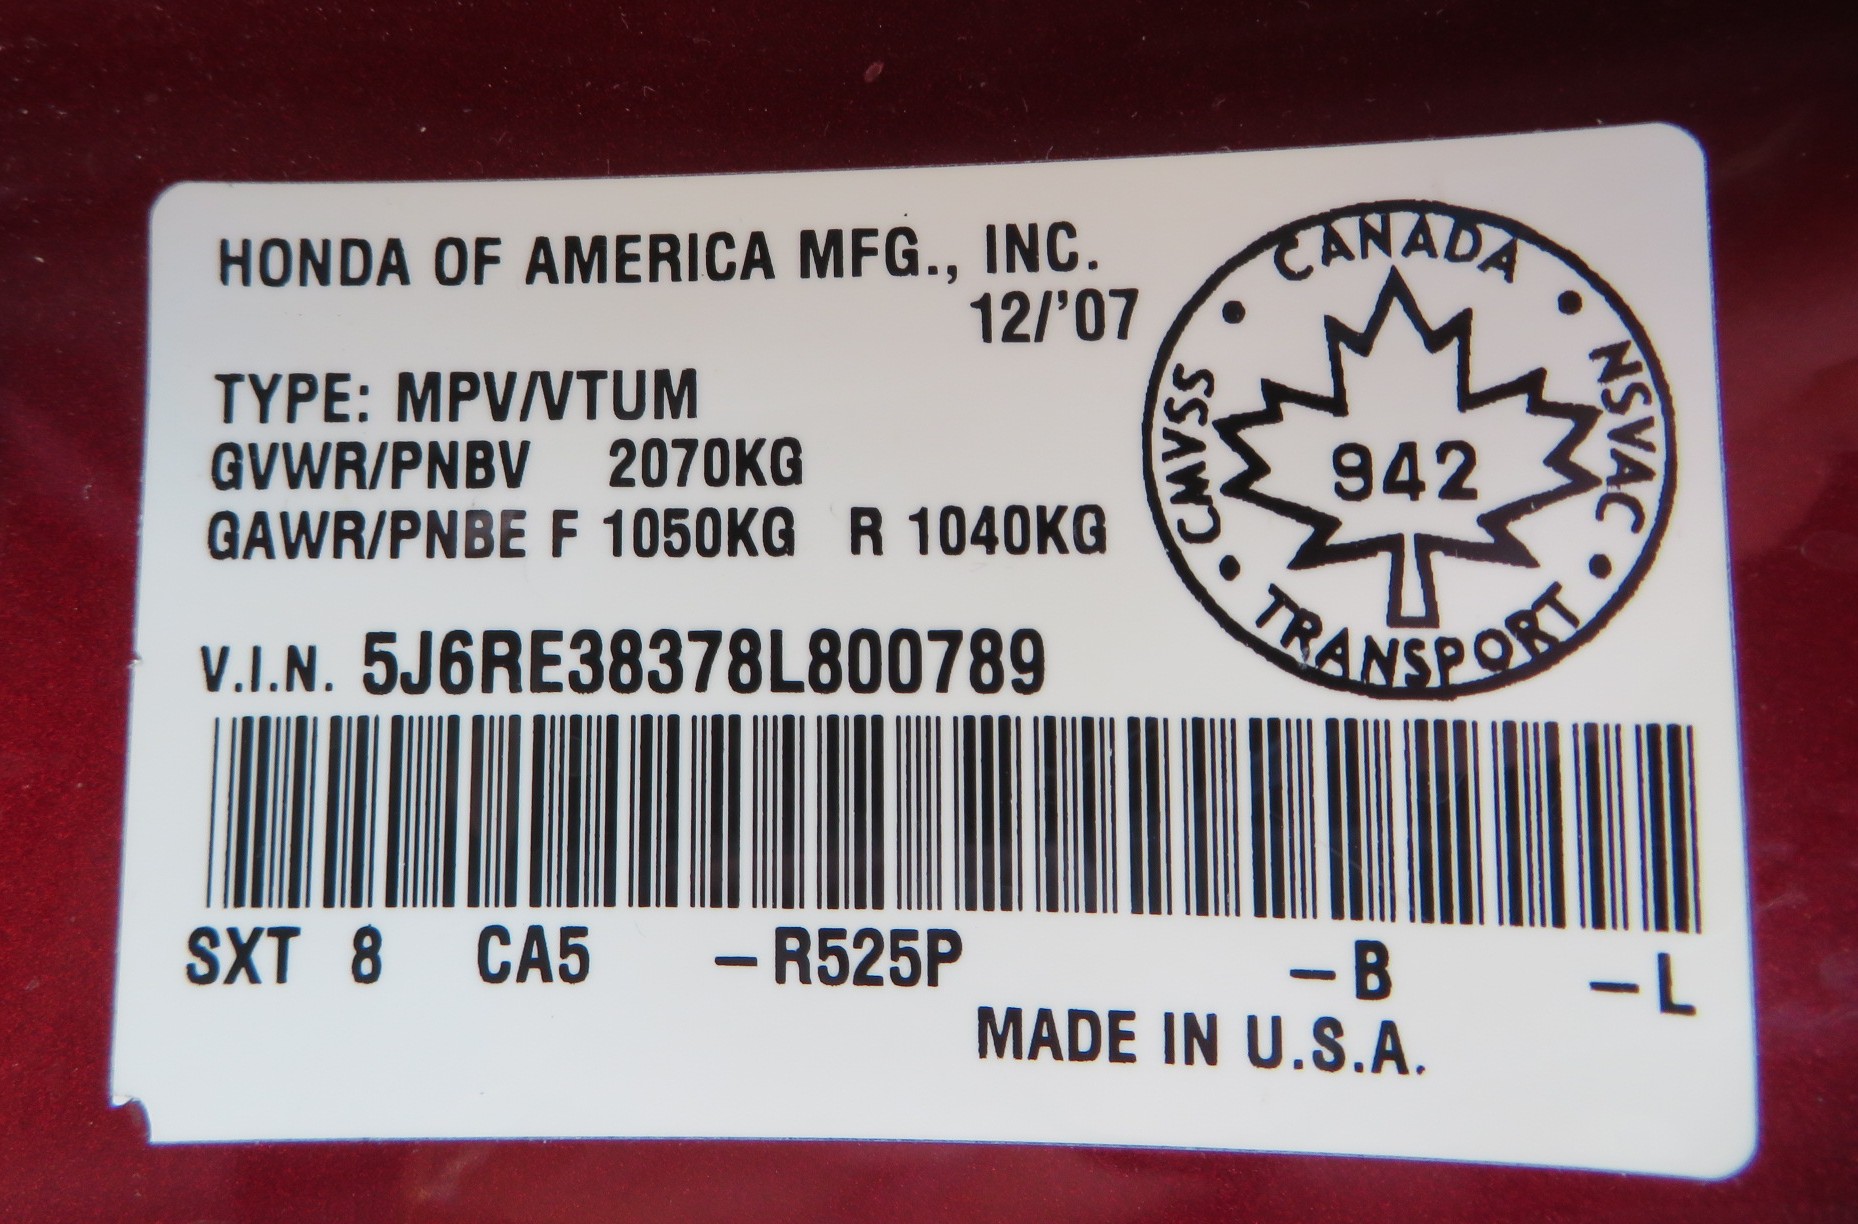 HONDA OF AMERICA MFG., INC.
12/'07
TYPE: MPV/VTUM
GVWR/PNBV 2070KG
GAWR/PNBE F 1050KG R 1040KG
V.I.N. 5J6RE38378L800789
CANADA
NSVAC
TRANSPORT
CMVSS
942
SXT 8 CA5 –R525P –B –L
MADE IN U.S.A.